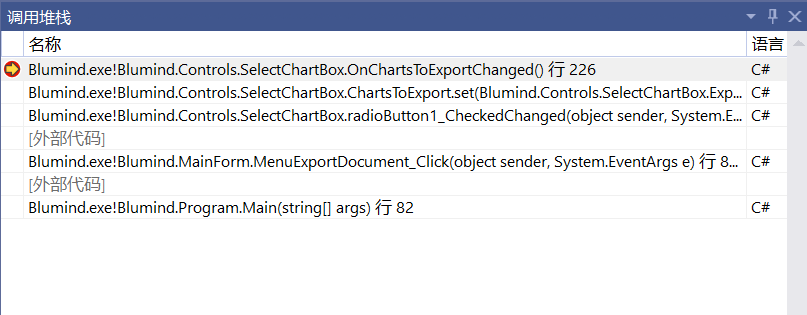 调用堆栈
名称 语言
Blumind.exe!Blumind.Controls.SelectChartBox.OnChartsToExportChanged() 行 226 C#
Blumind.exe!Blumind.Controls.SelectChartBox.ChartsToExport.set(Blumind.Controls.SelectChartBox.Exp... C#
Blumind.exe!Blumind.Controls.SelectChartBox.radioButton1_CheckedChanged(object sender, System.E... C#
[外部代码]
Blumind.exe!Blumind.MainForm.MenuExportDocument_Click(object sender, System.EventArgs e) 行 8... C#
[外部代码]
Blumind.exe!Blumind.Program.Main(string[] args) 行 82 C#